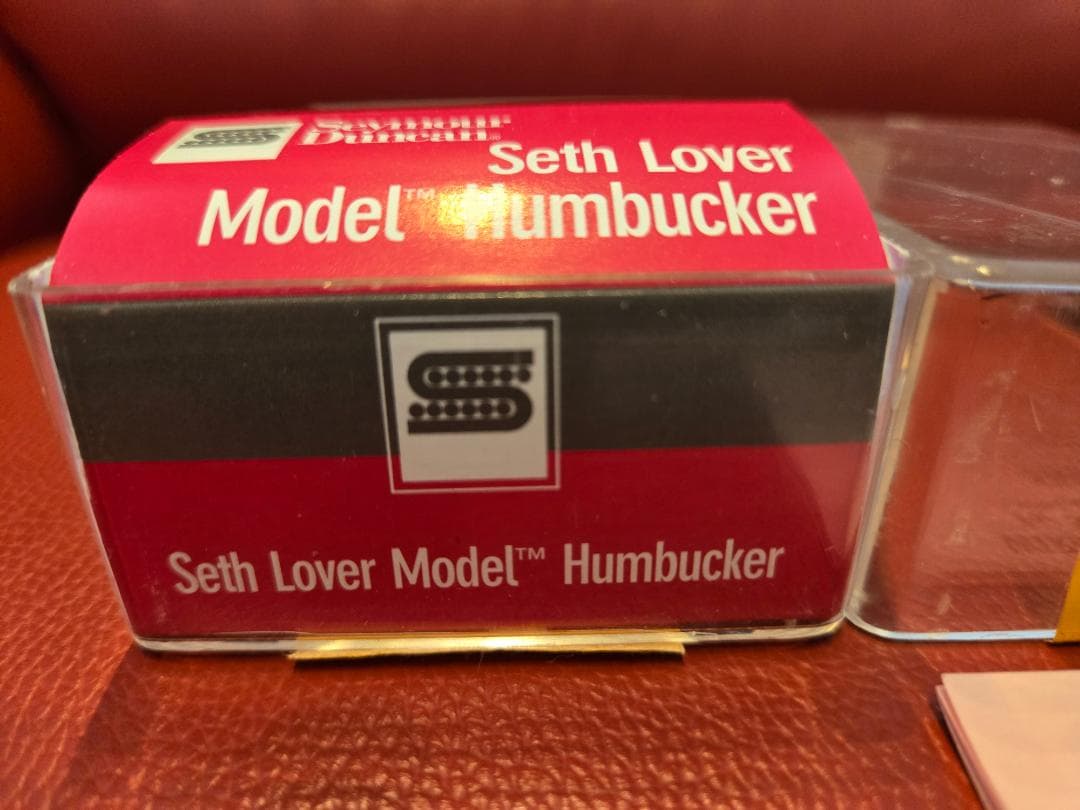 Seymour
Duncan®
Seth Lover
Model™ Humbucker
Seth Lover Model™ Humbucker